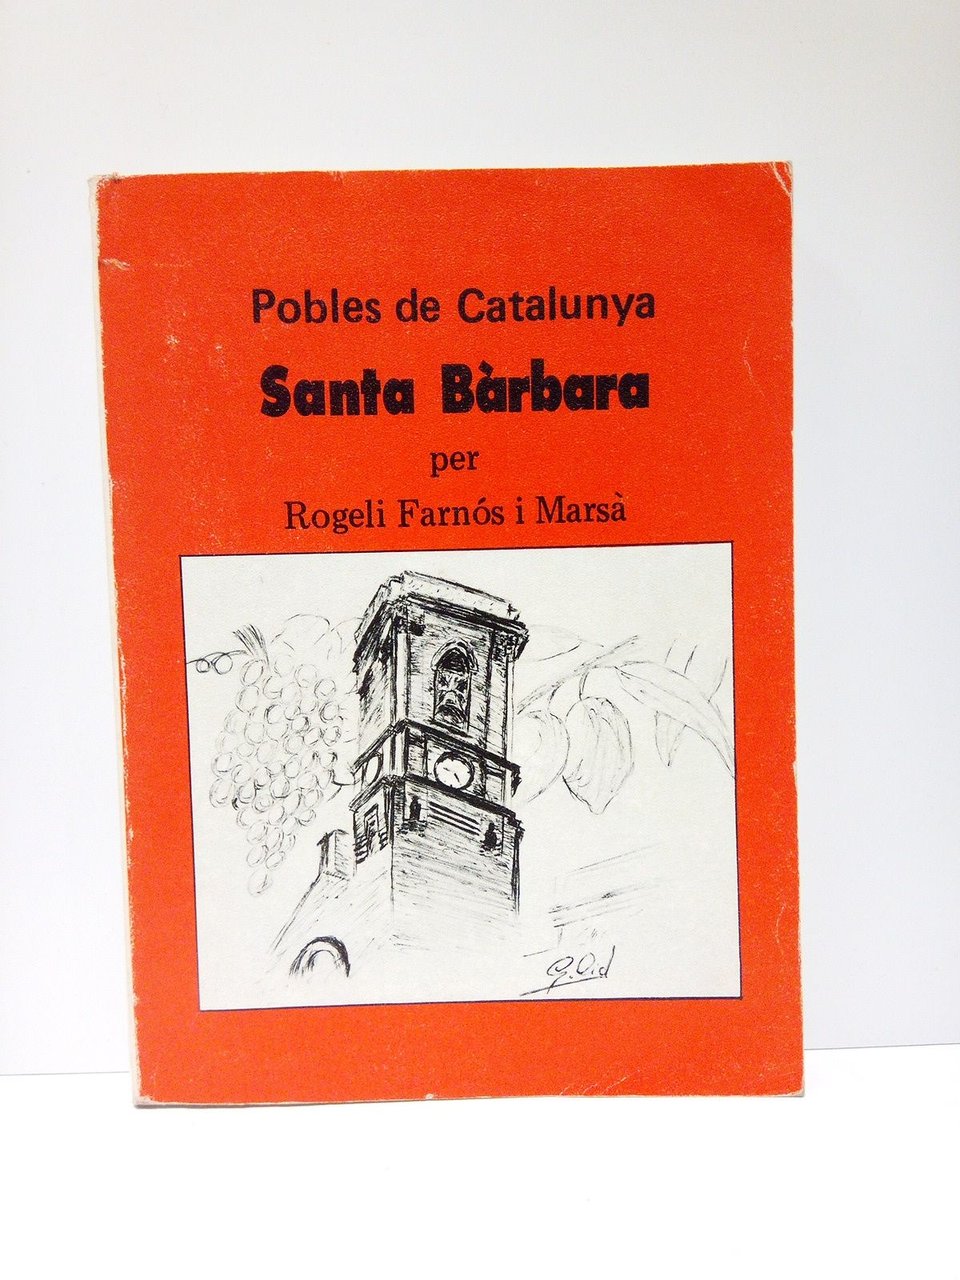 Pobles de Catalunya
Santa Bàrbara
per
Rogeli Farnós i Marsà